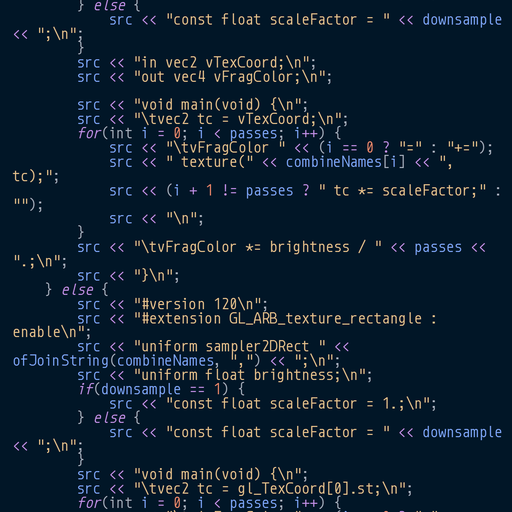 } else {
src << "const float scaleFactor = " << downsample
<< ";\n";
}
src << "in vec2 vTexCoord;\n";
src << "out vec4 vFragColor;\n";
src << "void main(void) {\n";
src << "\tvec2 tc = vTexCoord;\n";
for(int i = 0; i < passes; i++) {
src << "\tvFragColor " << (i == 0 ? "=" : "+=");
src << " texture(" << combineNames[i] << ",
tc);";
src << (i + 1 != passes ? " tc *= scaleFactor;" :
"");
src << "\n";
}
src << "\tvFragColor *= brightness / " << passes <<
".;\n";
src << "}\n";
} else {
src << "#version 120\n";
src << "#extension GL_ARB_texture_rectangle :
enable\n";
src << "uniform sampler2DRect " <<
ofJoinString(combineNames, ",") << ";\n";
src << "uniform float brightness;\n";
if(downsample == 1) {
src << "const float scaleFactor = 1.;\n";
} else {
src << "const float scaleFactor = " << downsample
<< ";\n";
}
src << "void main(void) {\n";
src << "\tvec2 tc = gl_TexCoord[0].st;\n";
for(int i = 0; i < passes; i++) {